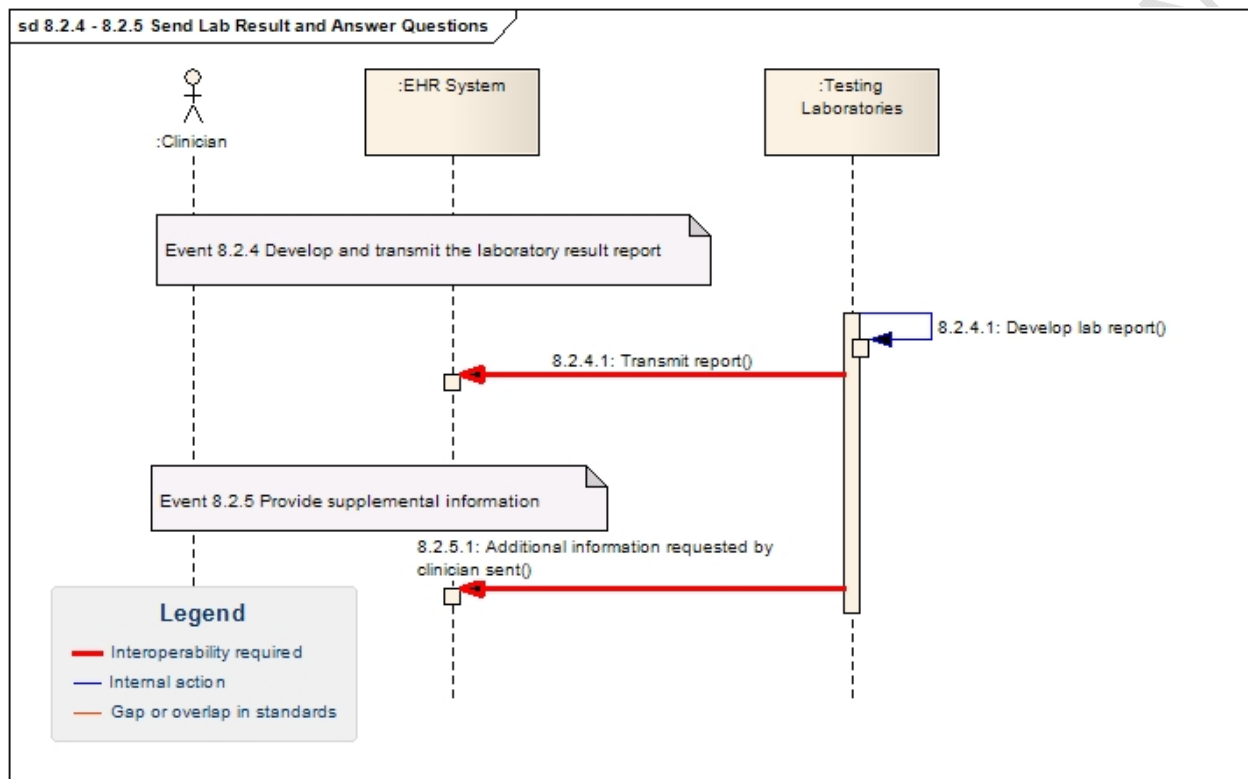 sd 8.2.4 - 8.2.5 Send Lab Result and Answer Questions
:Clinician
:EHR System
:Testing
Laboratories
Event 8.2.4 Develop and transmit the laboratory result report
8.2.4.1: Develop lab report()
8.2.4.1: Transmit report()
Event 8.2.5 Provide supplemental information
8.2.5.1: Additional information requested by
clinician sent()
Legend
Interoperability required
Internal action
Gap or overlap in standards